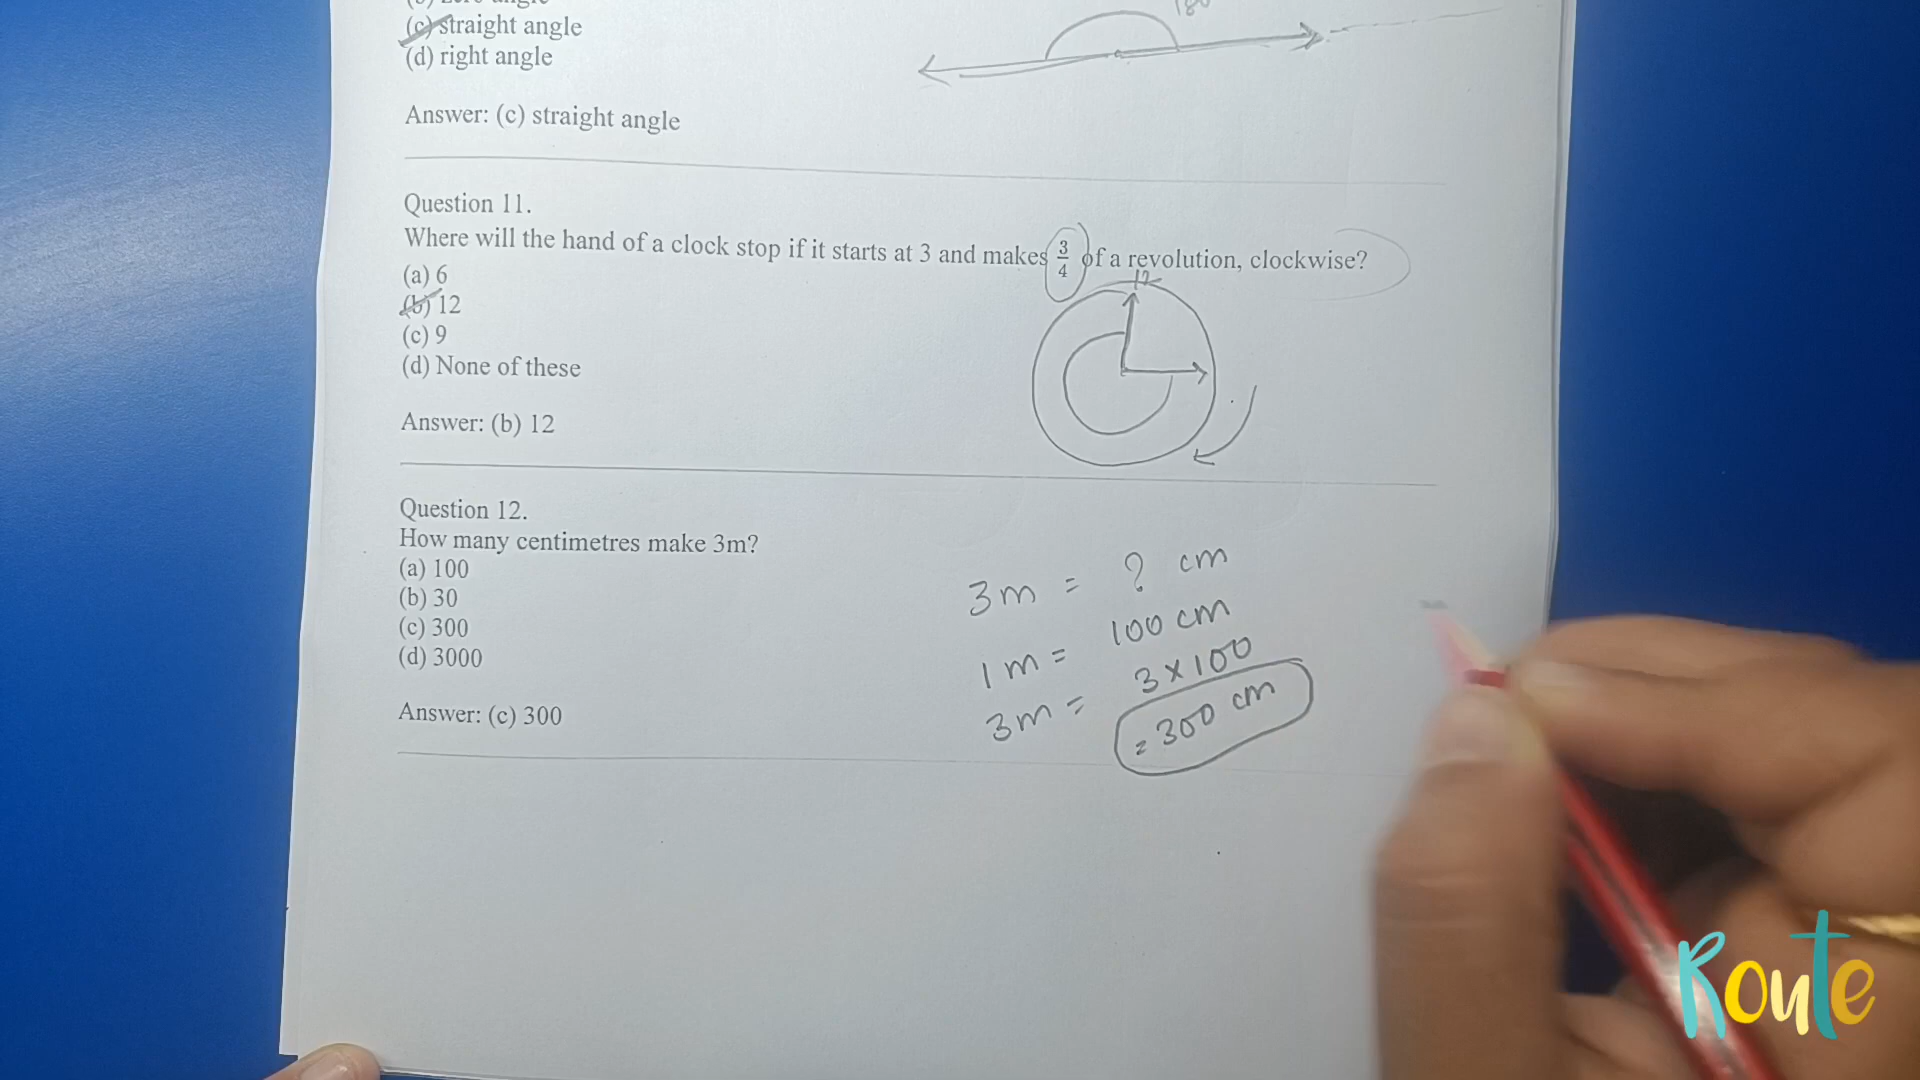 (c) straight angle
180
(d) right angle
Answer: (c) straight angle
Question 11.
Where will the hand of a clock stop if it starts at 3 and makes 3/4 of a revolution, clockwise?
(a) 6
12
(b) 12
(c) 9
(d) None of these
Answer: (b) 12
Question 12.
How many centimetres make 3m?
(a) 100
(b) 30
(c) 300
(d) 3000
Answer: (c) 300
3m = ? cm
1m = 100 cm
3m = 3 x 100
= 300 cm
Route